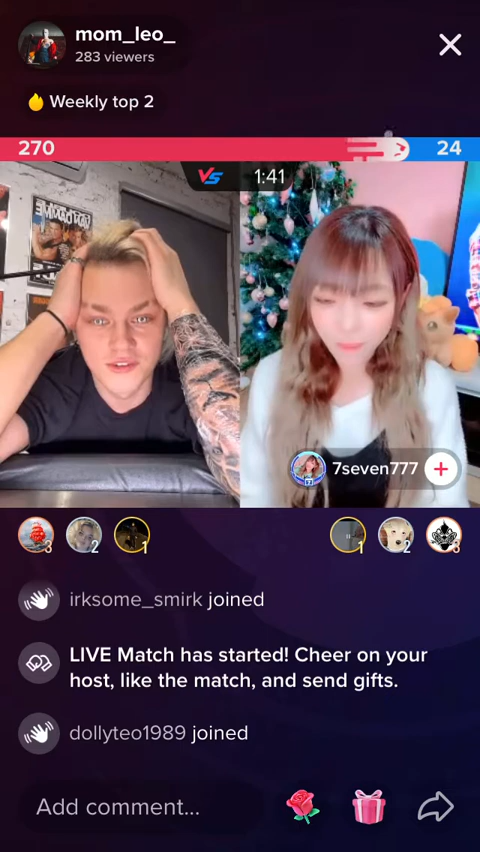 mom_leo_
283 viewers
Weekly top 2
270
24
VS
1:41
7seven777
3
2
1
1
2
3
irksome_smirk joined
LIVE Match has started! Cheer on your
host, like the match, and send gifts.
dollyteo1989 joined
Add comment...